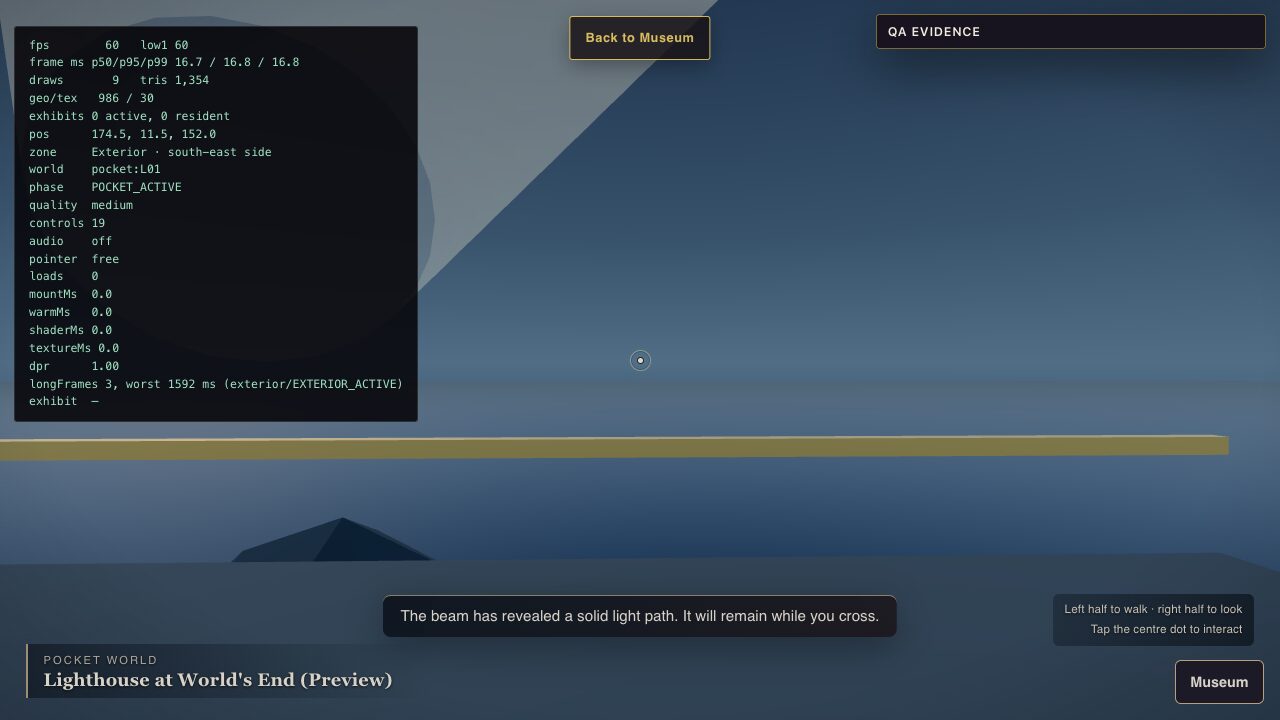 fps 60 low1 60
frame ms p50/p95/p99 16.7 / 16.8 / 16.8
draws 9 tris 1,354
geo/tex 986 / 30
exhibits 0 active, 0 resident
pos 174.5, 11.5, 152.0
zone Exterior · south-east side
world pocket:L01
phase POCKET_ACTIVE
quality medium
controls 19
audio off
pointer free
loads 0
mountMs 0.0
warmMs 0.0
shaderMs 0.0
textureMs 0.0
dpr 1.00
longFrames 3, worst 1592 ms (exterior/EXTERIOR_ACTIVE)
exhibit —
Back to Museum
QA EVIDENCE
The beam has revealed a solid light path. It will remain while you cross.
Left half to walk · right half to look
Tap the centre dot to interact
POCKET WORLD
Lighthouse at World's End (Preview)
Museum